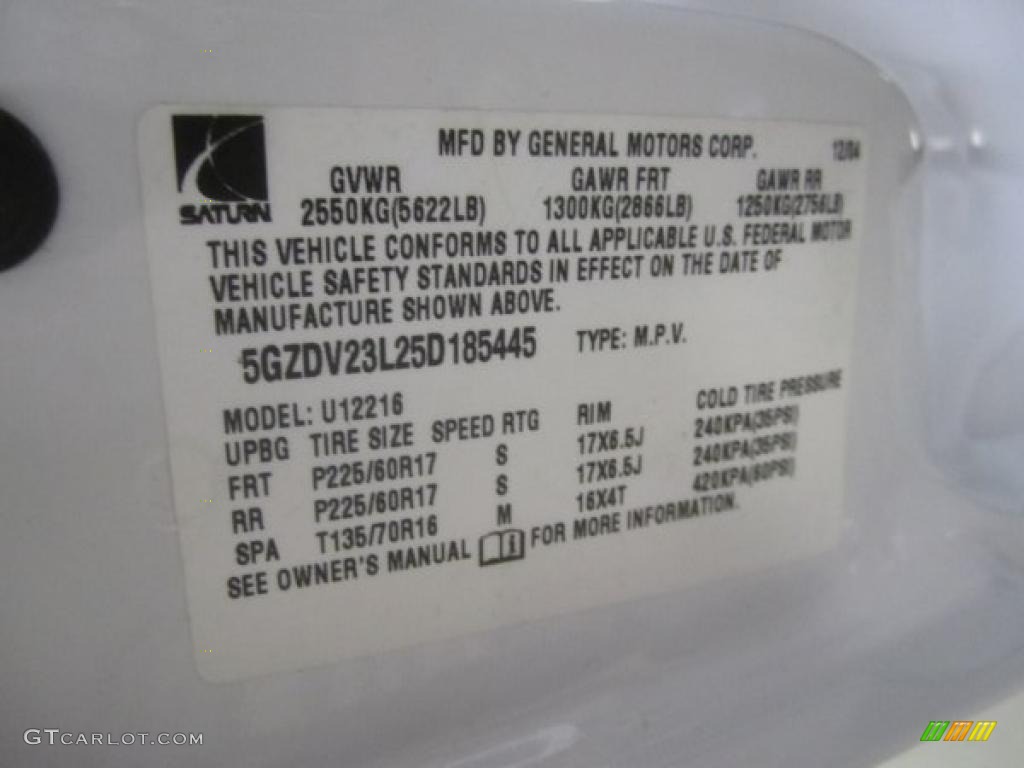 MFD BY GENERAL MOTORS CORP. 12/04
GVWR GAWR FRT GAWR RR
SATURN 2550KG(5622LB) 1300KG(2866LB) 1250KG(2756LB)
THIS VEHICLE CONFORMS TO ALL APPLICABLE U.S. FEDERAL MOTOR
VEHICLE SAFETY STANDARDS IN EFFECT ON THE DATE OF
MANUFACTURE SHOWN ABOVE.
5GZDV23L25D185445 TYPE: M.P.V.
MODEL: U12216
UPBG TIRE SIZE SPEED RTG RIM COLD TIRE PRESSURE
FRT P225/60R17 S 17X6.5J 240KPA(35PSI)
RR P225/60R17 S 17X6.5J 240KPA(35PSI)
SPA T135/70R16 M 16X4T 420KPA(60PSI)
SEE OWNER'S MANUAL FOR MORE INFORMATION.
GTCARLOT.COM